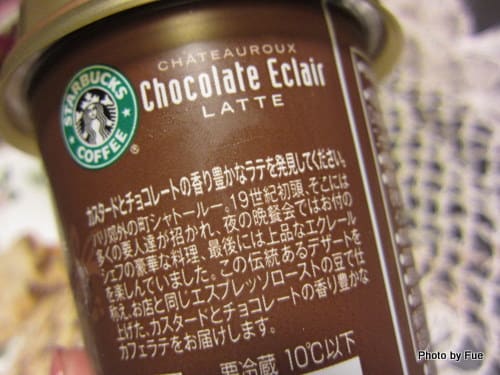 CHATEAUROUX
Chocolate Eclair
LATTE
STARBUCKS
COFFEE
カスタードとチョコレートの香り豊かなラテを発見してください。
パリ郊外の町シャトールー。19世紀初頭、そこには
多くの要人達が招かれ、夜の晩餐会ではお付の
シェフの豪華な料理、最後には上品なエクレール
を楽しんでいました。この伝統あるデザートを
称え、お店と同じエスプレッソローストの豆で仕
上げた、カスタードとチョコレートの香り豊かな
カフェラテをお届けします。
要冷蔵 10℃以下
Photo by Fue